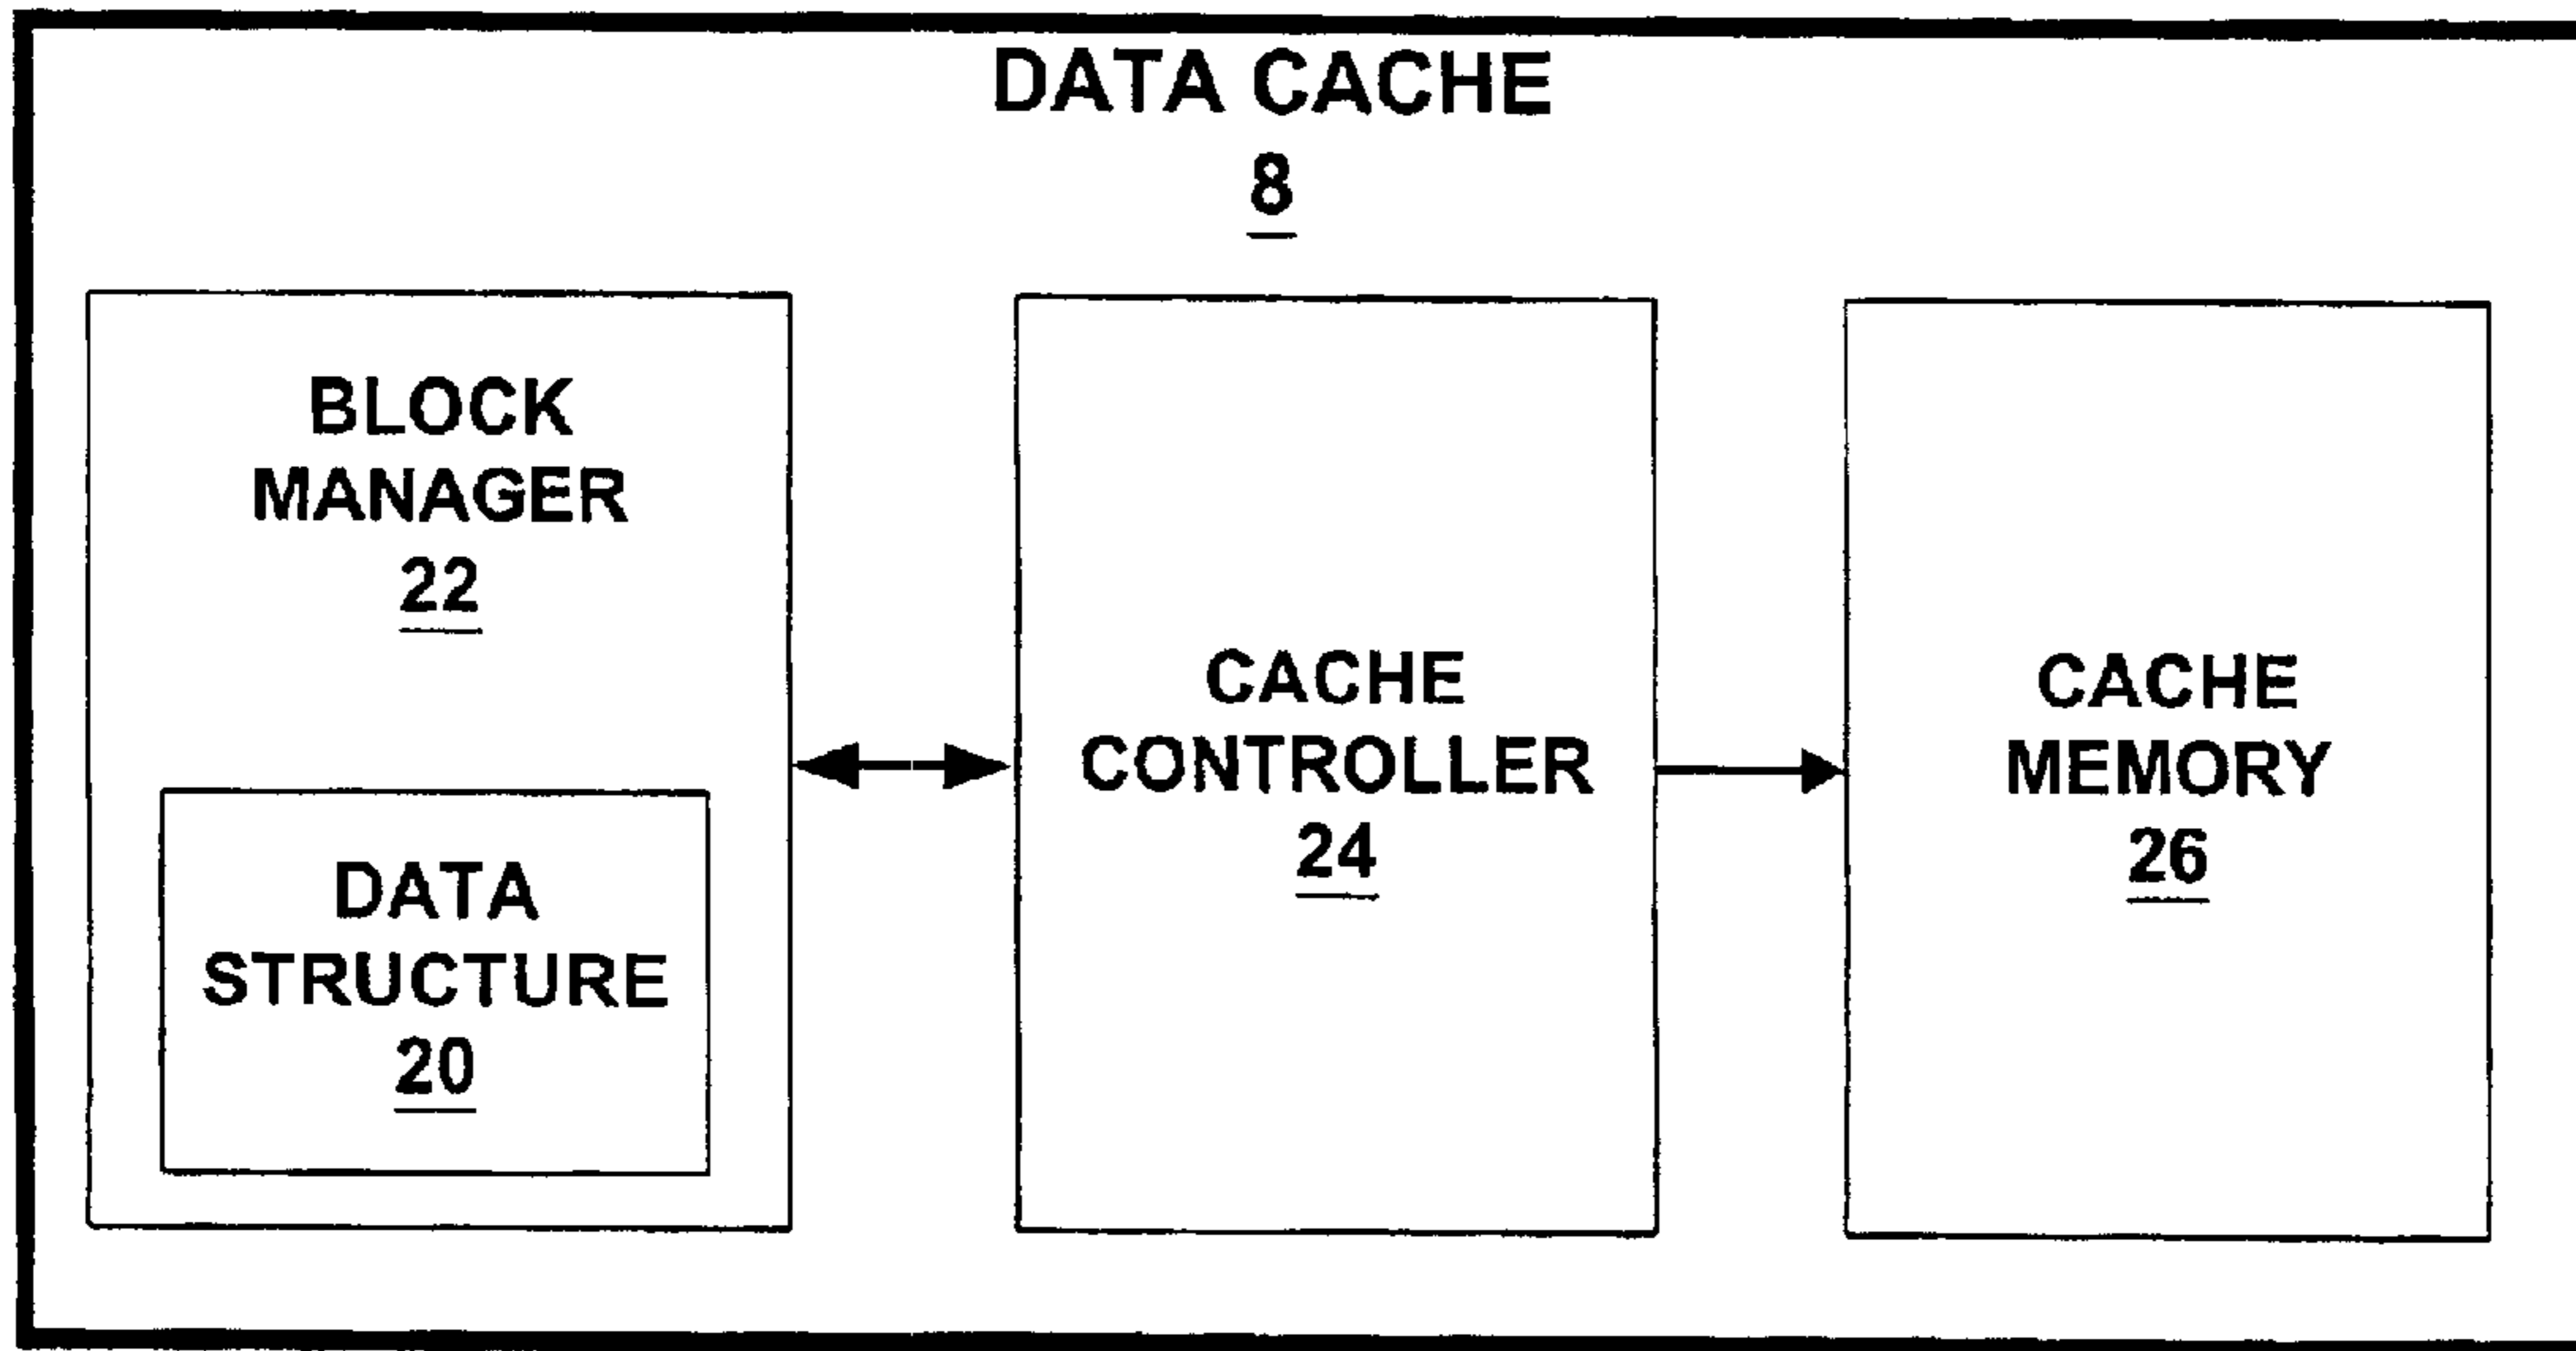 DATA CACHE
8
BLOCK
MANAGER
22
DATA
STRUCTURE
20
CACHE
CONTROLLER
24
CACHE
MEMORY
26